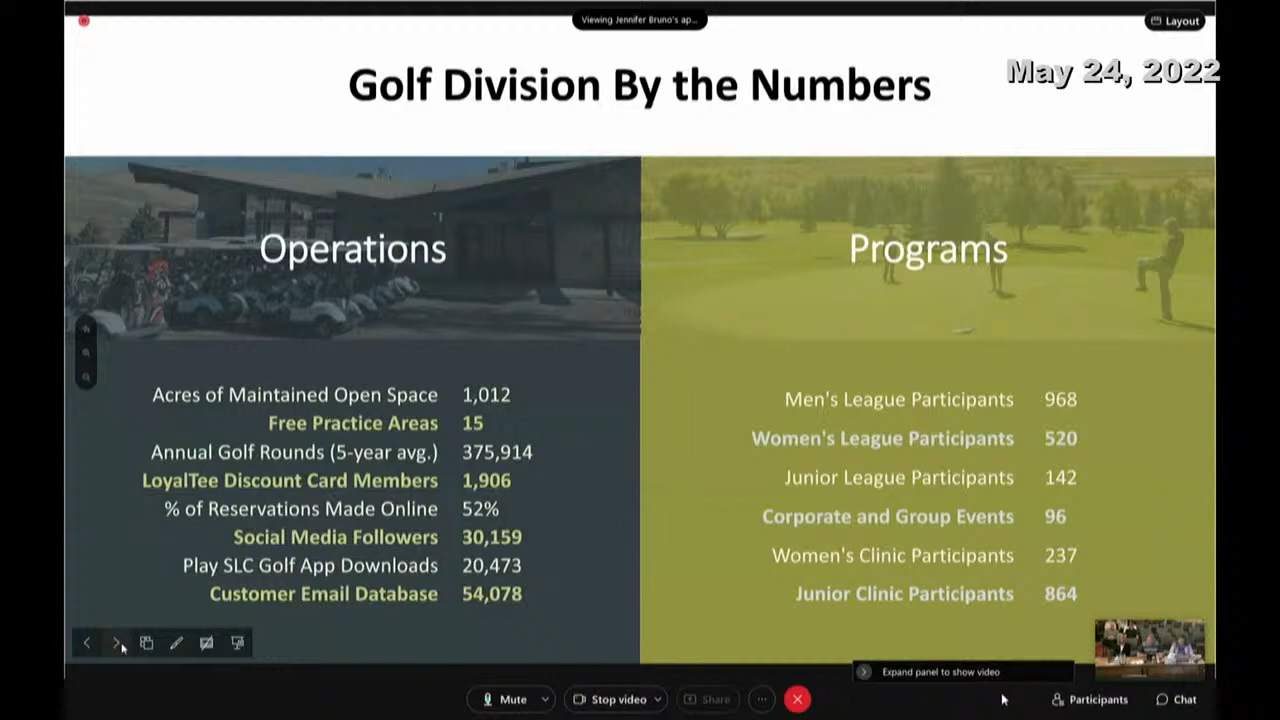 Viewing Jennifer Bruno's ap...
Layout
May 24, 2022
Golf Division By the Numbers
Operations
Acres of Maintained Open Space 1,012
Free Practice Areas 15
Annual Golf Rounds (5-year avg.) 375,914
LoyalTee Discount Card Members 1,906
% of Reservations Made Online 52%
Social Media Followers 30,159
Play SLC Golf App Downloads 20,473
Customer Email Database 54,078
Programs
Men's League Participants 968
Women's League Participants 520
Junior League Participants 142
Corporate and Group Events 96
Women's Clinic Participants 237
Junior Clinic Participants 864
Expand panel to show video
Mute
Stop video
Share
Participants
Chat